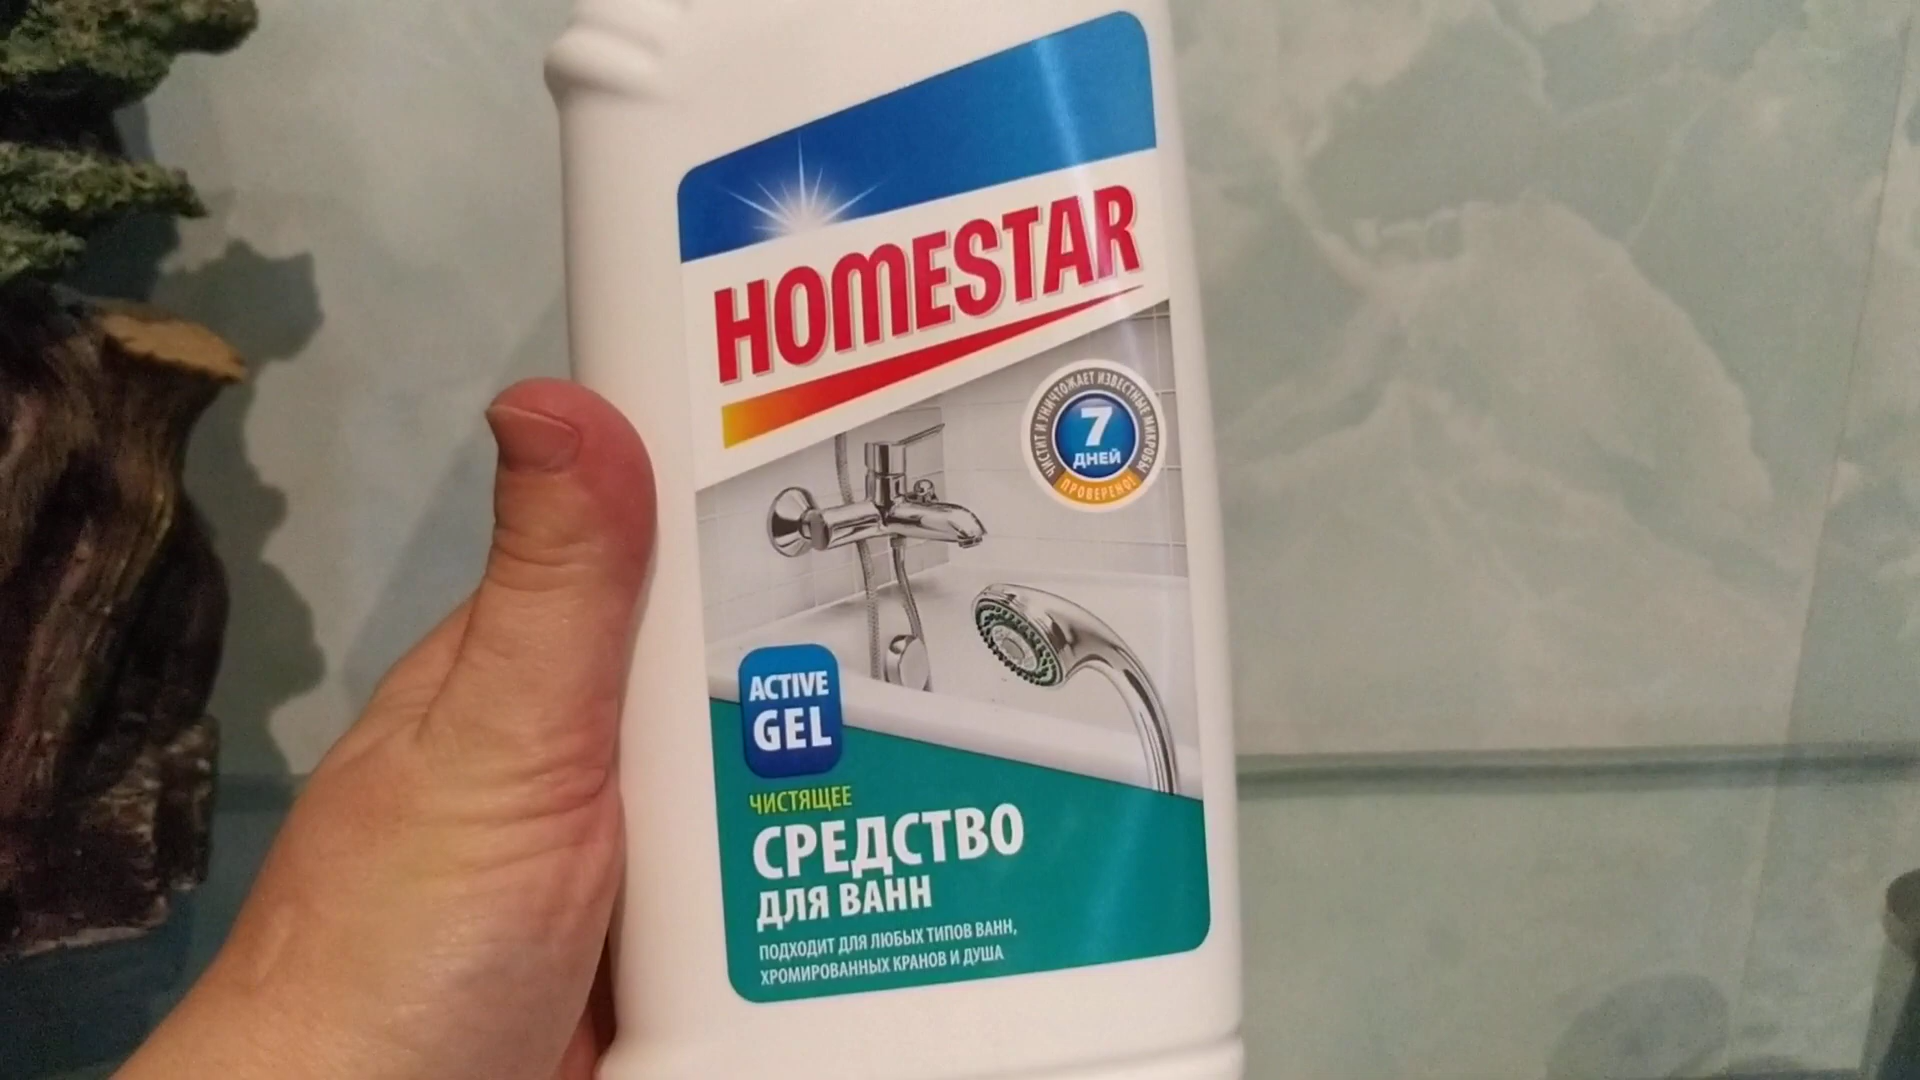 HOMESTAR
ЧИСТИТ И УНИЧТОЖАЕТ ИЗВЕСТНЫЕ МИКРОБЫ
7
ДНЕЙ
ПРОВЕРЕНО!
ACTIVE
GEL
ЧИСТЯЩЕЕ
СРЕДСТВО
ДЛЯ ВАНН
ПОДХОДИТ ДЛЯ ЛЮБЫХ ТИПОВ ВАНН,
ХРОМИРОВАННЫХ КРАНОВ И ДУША